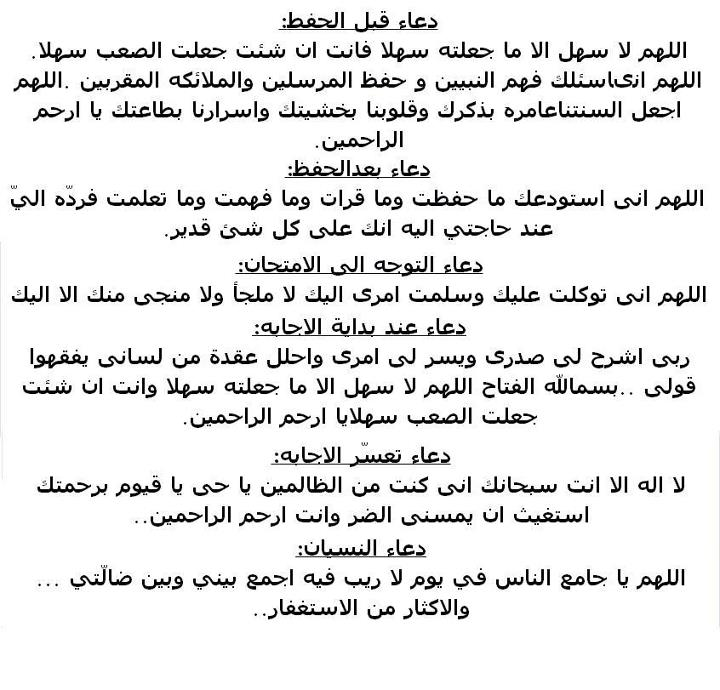 دعاء قبل الحفط:
اللهم لا سهل الا ما جعلته سهلا فانت ان شئت جعلت الصعب سهلا.
اللهم انىاسئلك فهم النبيين و حفظ المرسلين والملائكه المقربين .اللهم
اجعل السنتناعامره بذكرك وقلوبنا بخشيتك واسرارنا بطاعتك يا ارحم
الراحمين.
دعاء بعدالحفظ:
اللهم انى استودعك ما حفظت وما قرات وما فهمت وما تعلمت فردّه اليّ
عند حاجتي اليه انك على كل شئ قدير.
دعاء التوجه الى الامتحان:
اللهم انى توكلت عليك وسلمت امرى اليك لا ملجأ ولا منجى منك الا اليك
دعاء عند بداية الاجابه:
ربى اشرح لى صدرى ويسر لى امرى واحلل عقدة من لسانى يفقهوا
قولى ..بسمالله الفتاح اللهم لا سهل الا ما جعلته سهلا وانت ان شئت
جعلت الصعب سهلايا ارحم الراحمين.
دعاء تعسّر الاجابه:
لا اله الا انت سبحانك انى كنت من الظالمين يا حى يا قيوم برحمتك
استغيث ان يمسنى الضر وانت ارحم الراحمين..
دعاء النسيان:
اللهم يا جامع الناس في يوم لا ريب فيه اجمع بيني وبين ضالّتي ...
والاكثار من الاستغفار..